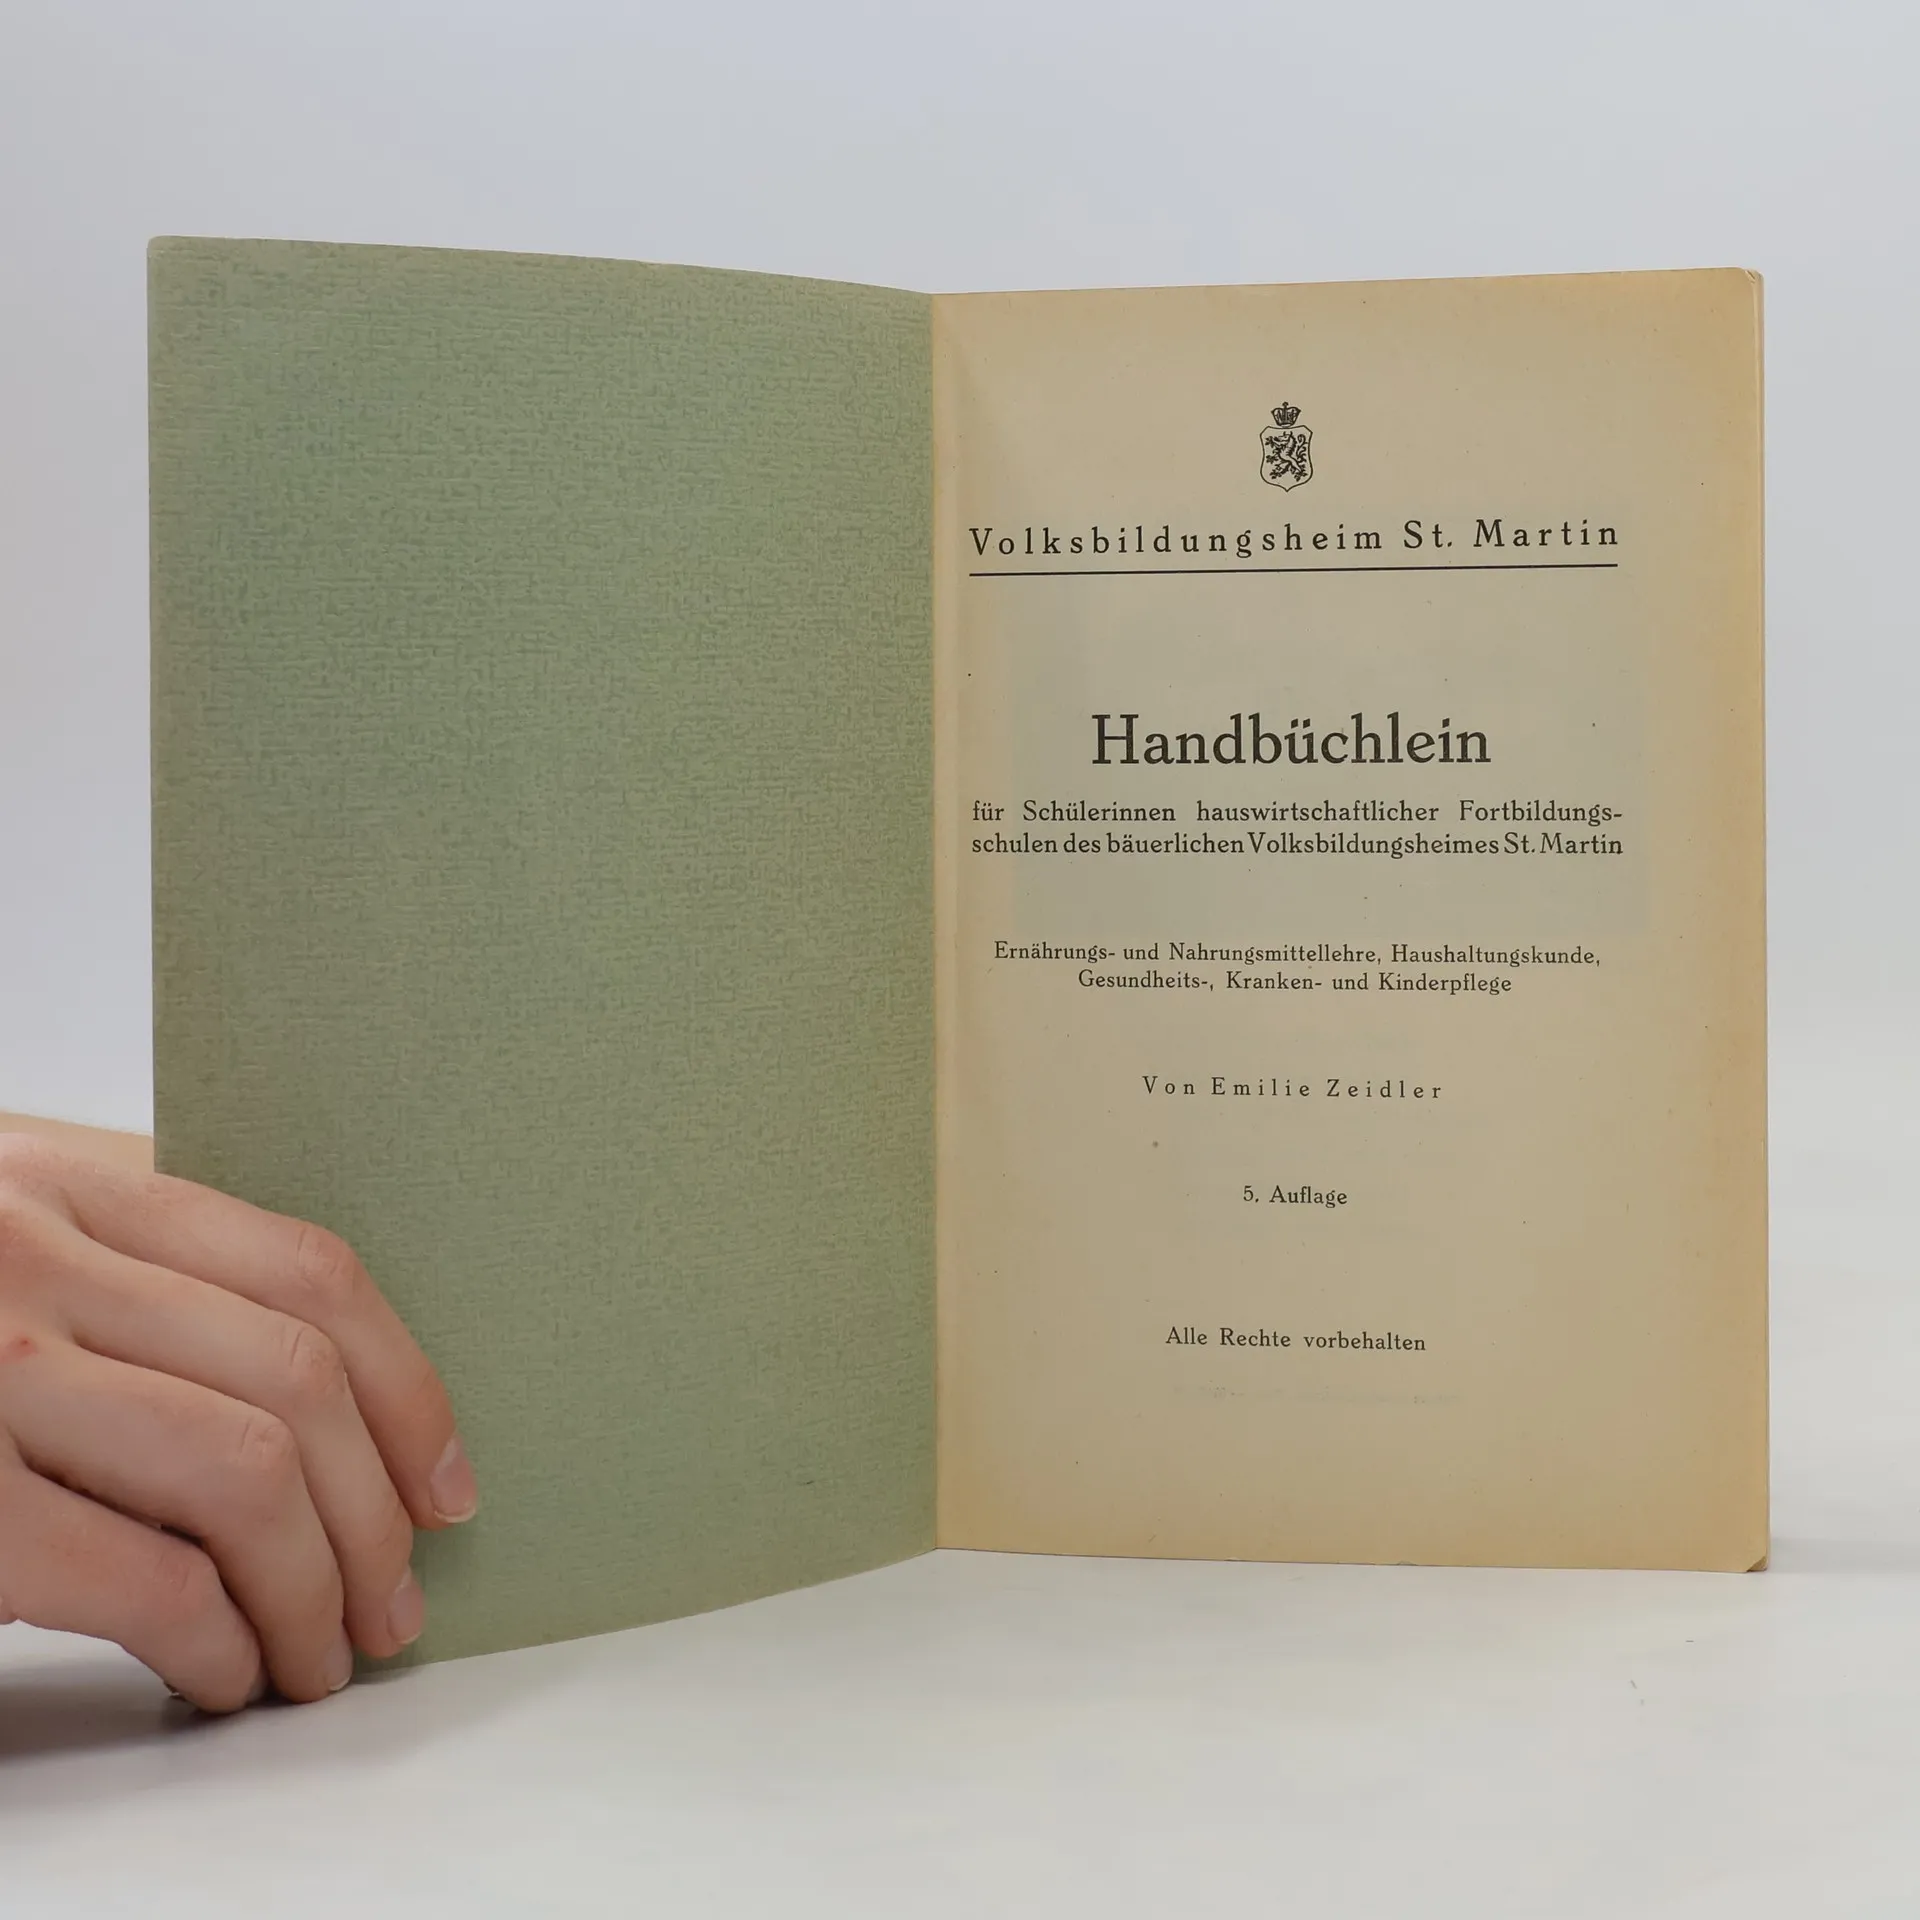 Volksbildungsheim St. Martin
Handbüchlein
für Schülerinnen hauswirtschaftlicher Fortbildungs-
schulen des bäuerlichen Volksbildungsheimes St. Martin
Ernährungs- und Nahrungsmittellehre, Haushaltungskunde,
Gesundheits-, Kranken- und Kinderpflege
Von Emilie Zeidler
5. Auflage
Alle Rechte vorbehalten